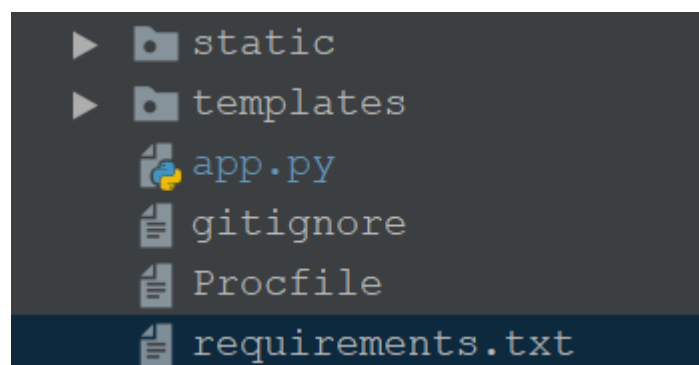 static
templates
app.py
gitignore
Procfile
requirements.txt